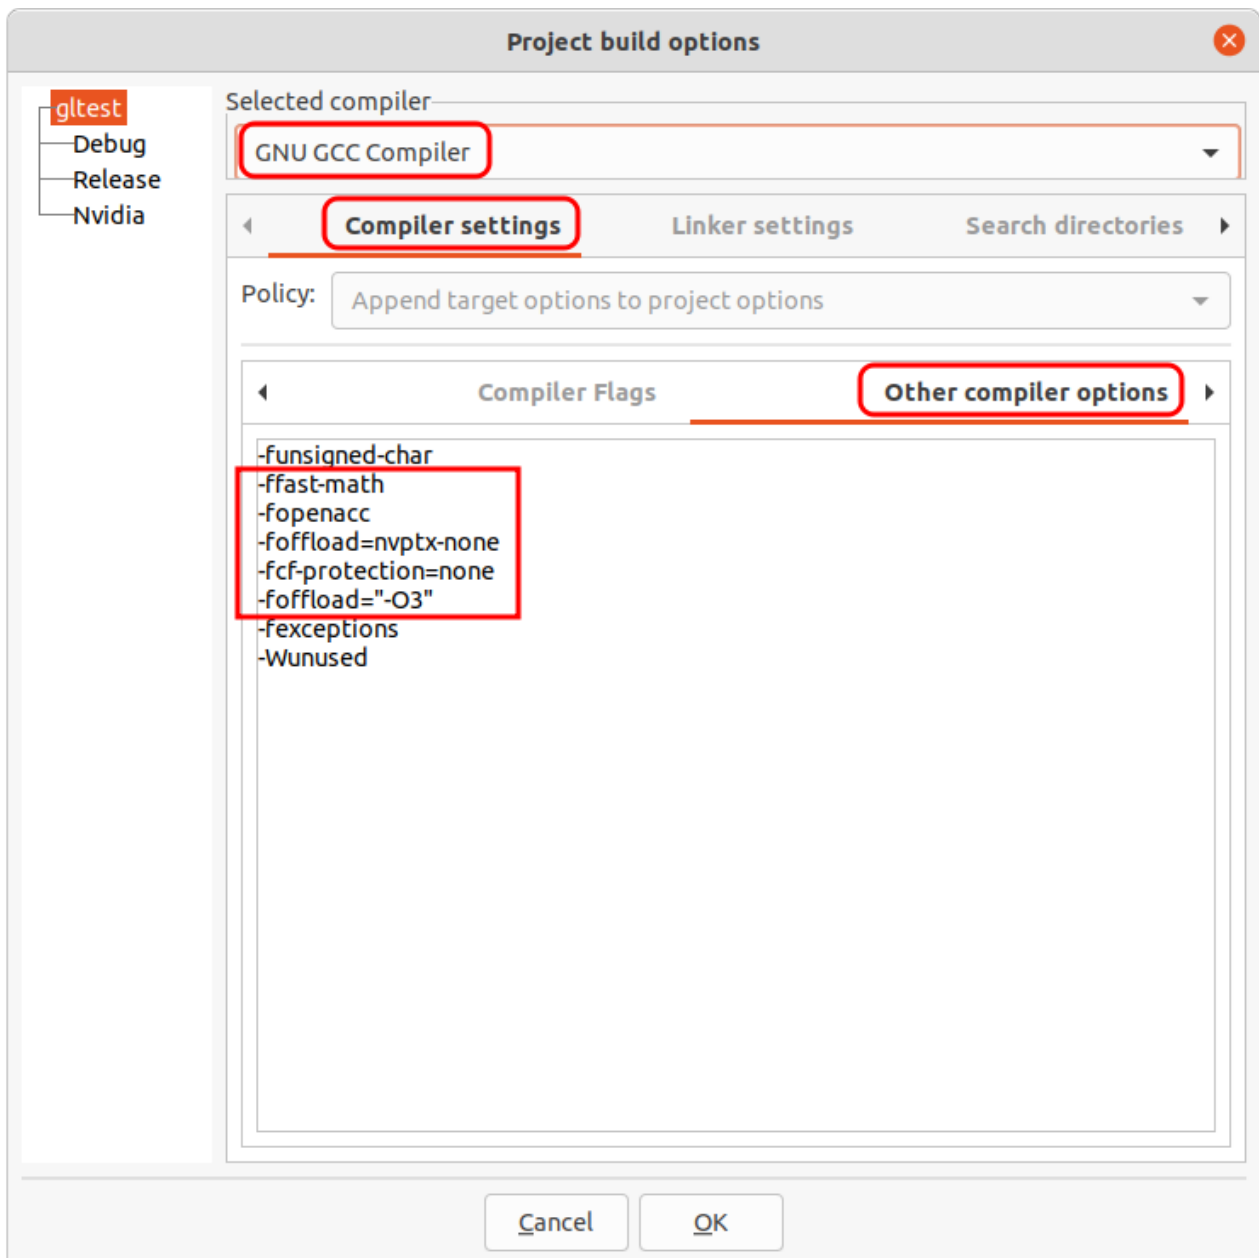 Project build options
gltest
Debug
Release
Nvidia
Selected compiler
GNU GCC Compiler
Compiler settings Linker settings Search directories
Policy: Append target options to project options
Compiler Flags Other compiler options
-funsigned-char
-ffast-math
-fopenacc
-foffload=nvptx-none
-fcf-protection=none
-foffload="-O3"
-fexceptions
-Wunused
Cancel OK